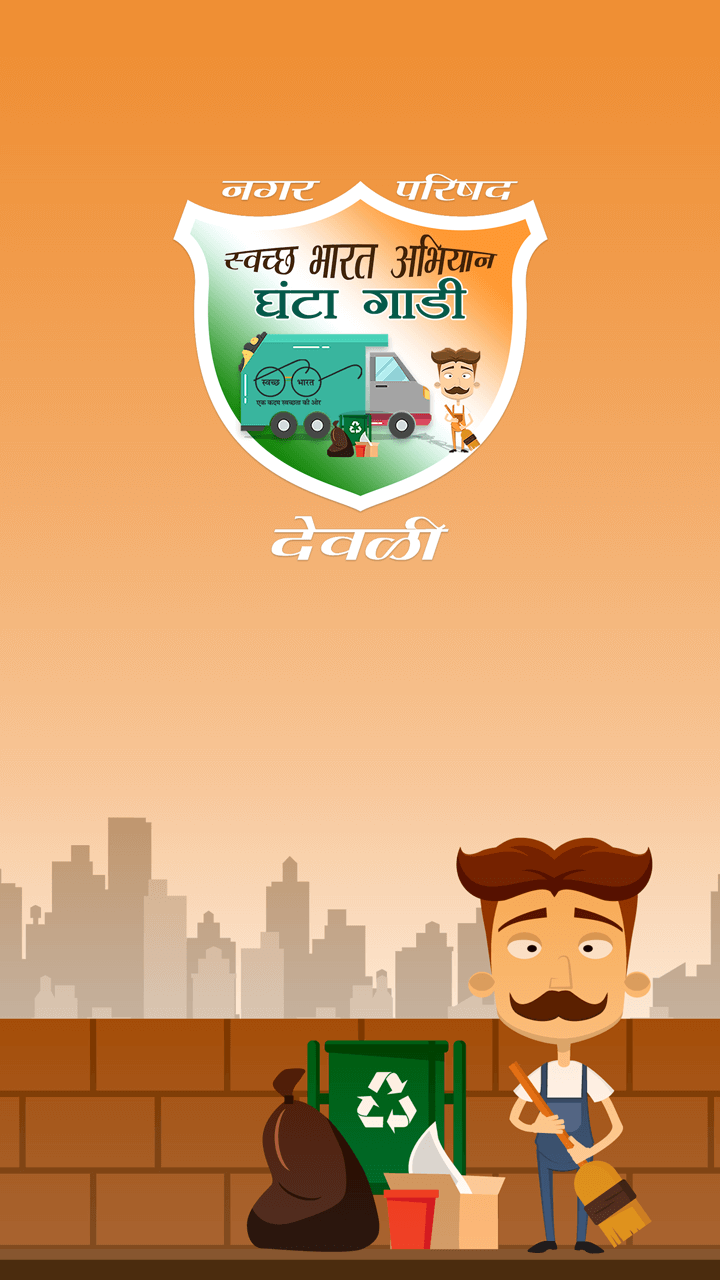 नगर परिषद
स्वच्छ भारत अभियान
घंटा गाडी
स्वच्छ भारत
एक कदम स्वच्छता की ओर
देवळी